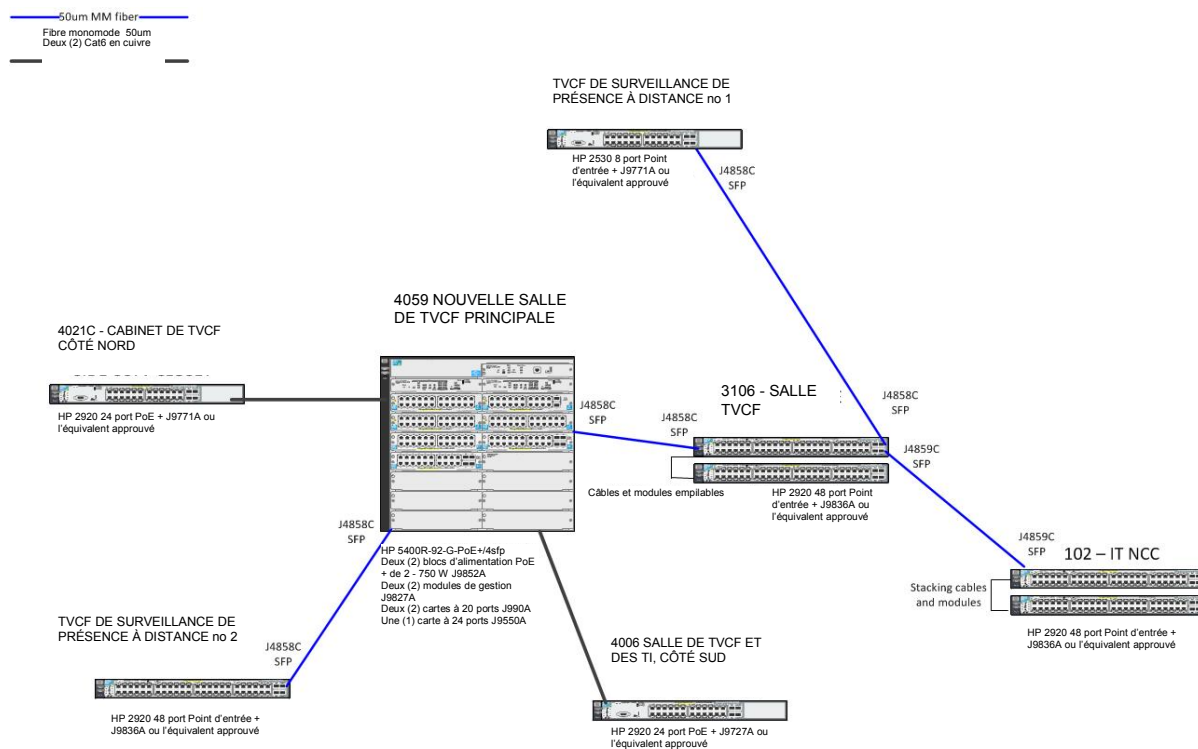 50um MM fiber
Fibre monomode 50um
Deux (2) Cat6 en cuivre
TVCF DE SURVEILLANCE DE
PRÉSENCE À DISTANCE no 1
HP 2530 8 port Point
d'entrée + J9771A ou
l'équivalent approuvé
J4858C
SFP
4059 NOUVELLE SALLE
DE TVCF PRINCIPALE
4021C - CABINET DE TVCF
CÔTÉ NORD
HP 2920 24 port PoE + J9771A ou
l'équivalent approuvé
J4858C
SFP
J4858C
SFP
3106 - SALLE
TVCF
J4858C
SFP
J4859C
SFP
Câbles et modules empilables
HP 2920 48 port Point
d'entrée + J9836A ou
l'équivalent approuvé
J4858C
SFP
HP 5400R-92-G-PoE+/4sfp
Deux (2) blocs d'alimentation PoE
+ de 2 - 750 W J9852A
Deux (2) modules de gestion
J9827A
Deux (2) cartes à 20 ports J990A
Une (1) carte à 24 ports J9550A
J4859C
SFP
102 – IT NCC
Stacking cables
and modules
HP 2920 48 port Point d'entrée +
J9836A ou l'équivalent approuvé
TVCF DE SURVEILLANCE DE
PRÉSENCE À DISTANCE no 2
J4858C
SFP
HP 2920 48 port Point d'entrée +
J9836A ou l'équivalent approuvé
4006 SALLE DE TVCF ET
DES TI, CÔTÉ SUD
HP 2920 24 port PoE + J9727A ou
l'équivalent approuvé